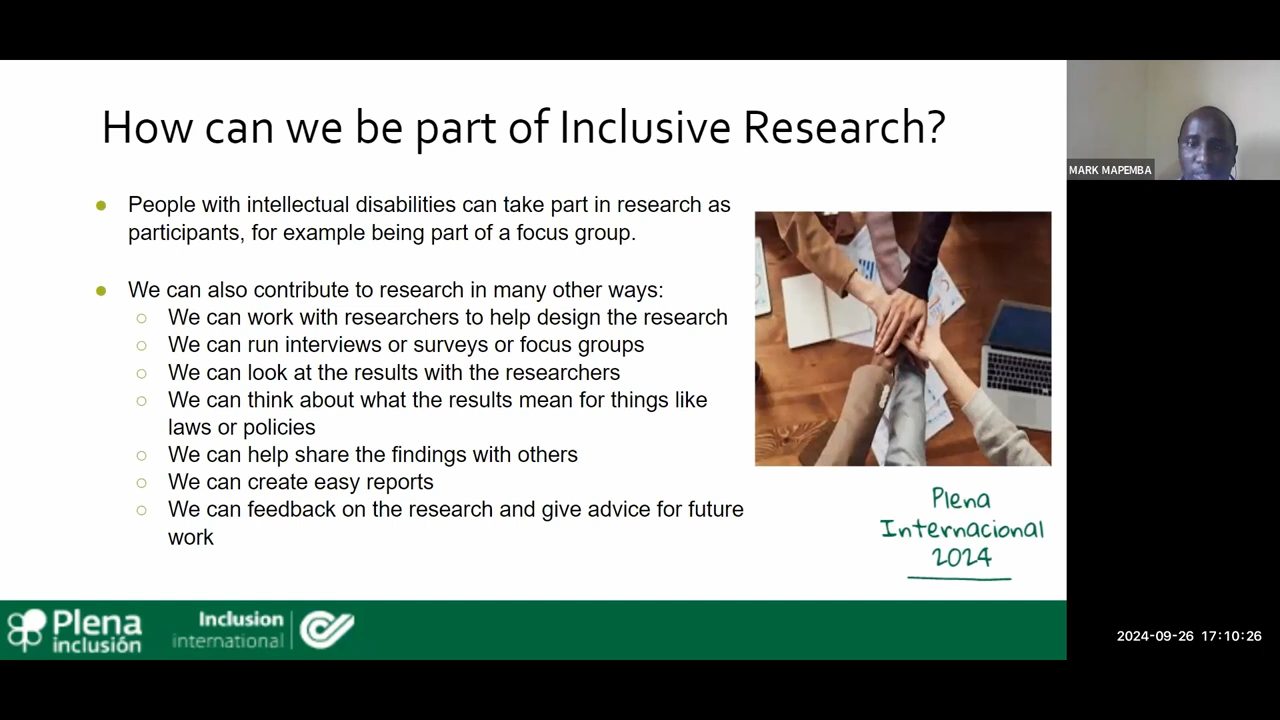 How can we be part of Inclusive Research?
● People with intellectual disabilities can take part in research as
participants, for example being part of a focus group.
● We can also contribute to research in many other ways:
○ We can work with researchers to help design the research
○ We can run interviews or surveys or focus groups
○ We can look at the results with the researchers
○ We can think about what the results mean for things like
laws or policies
○ We can help share the findings with others
○ We can create easy reports
○ We can feedback on the research and give advice for future
work
Plena
Internacional
2024
Plena
inclusión
Inclusion
international
MARK MAPEMBA
2024-09-26 17:10:26